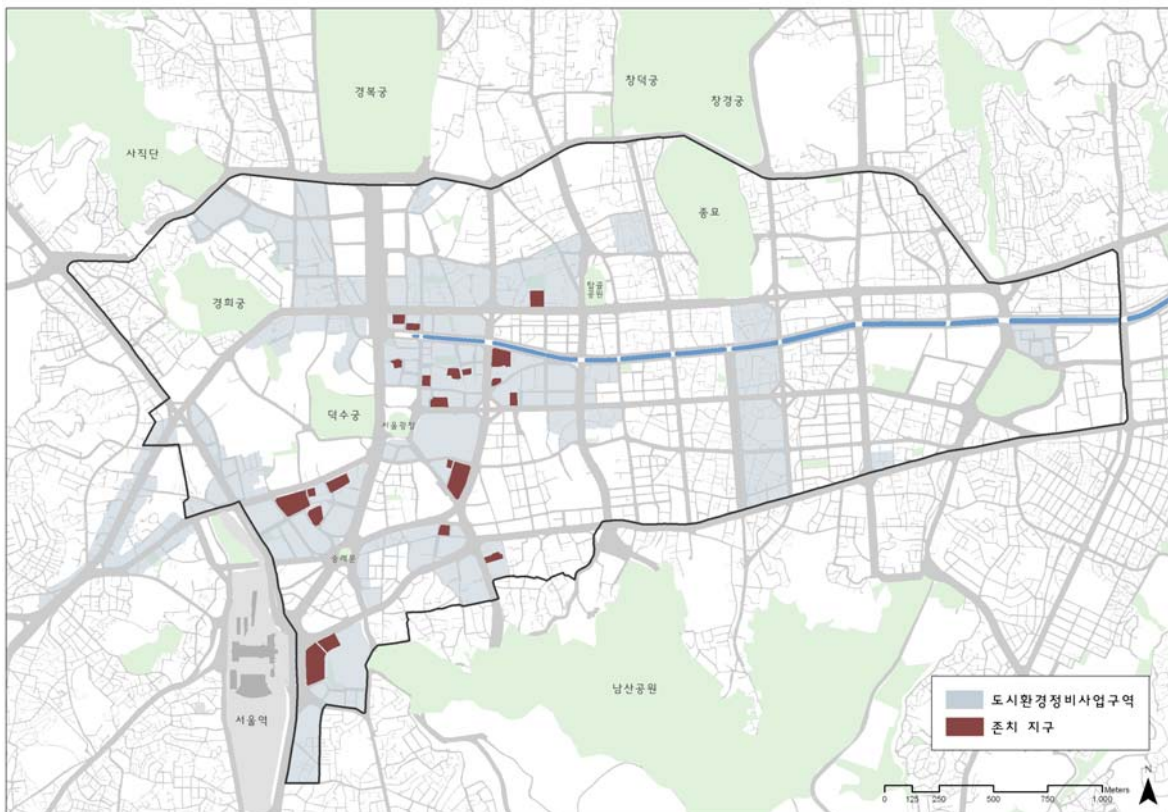 창덕궁
경복궁
창경궁
사직단
종묘
탑골
공원
경희궁
덕수궁
서울광장
숭례문
남산공원
서울역
도시환경정비사업구역
존치 지구
N
Meters
0 125 250 500 750 1,000